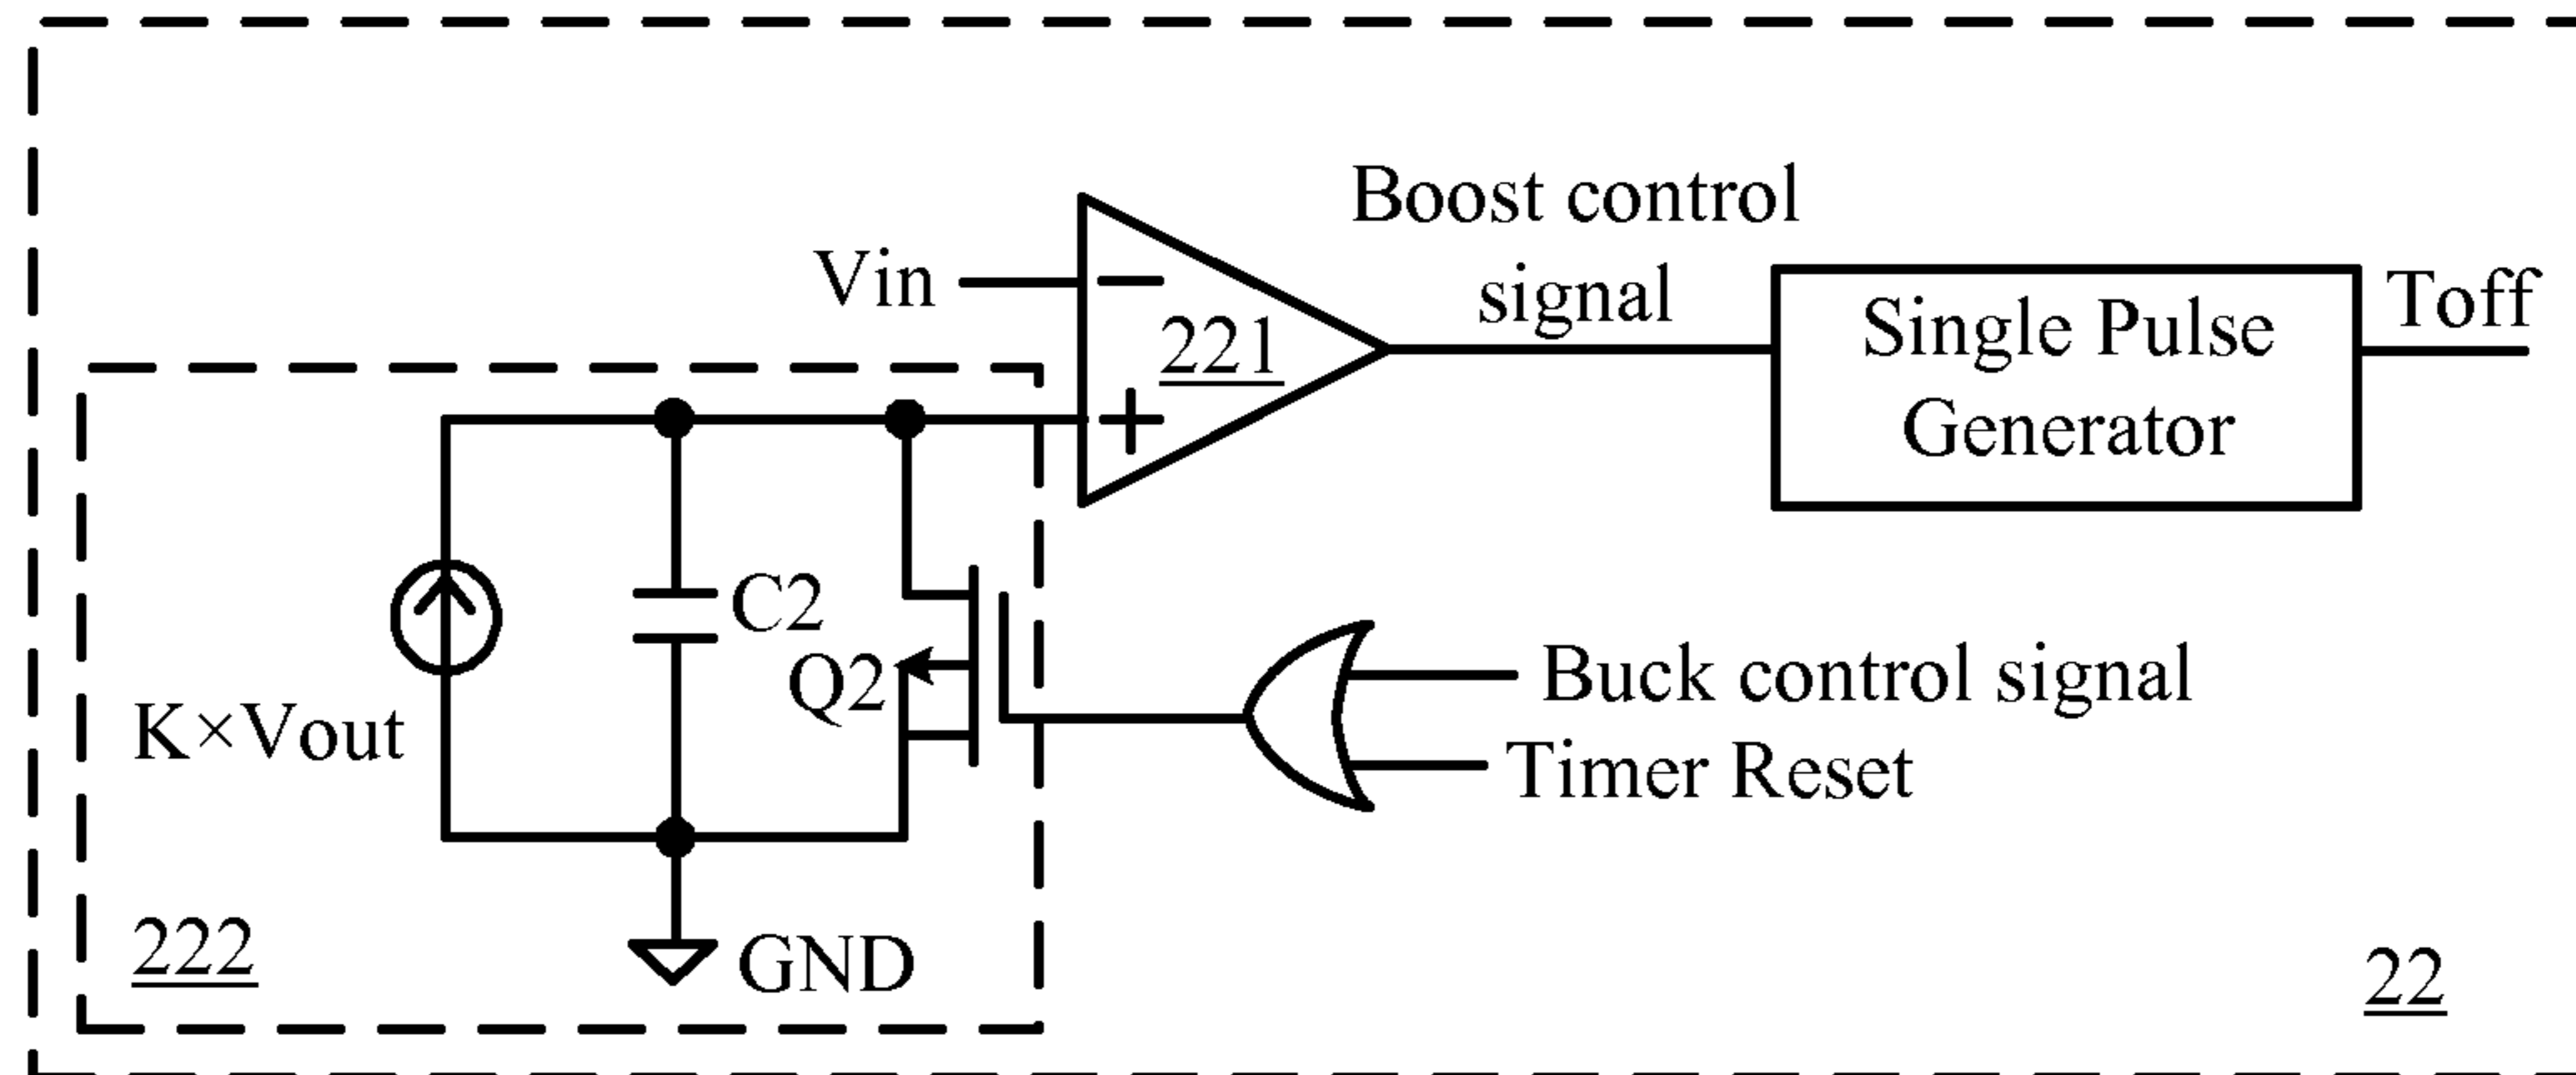 Boost control
signal
Vin
−
221
+
Single Pulse
Generator
Toff
C2
Q2
K×Vout
Buck control signal
Timer Reset
222
GND
22